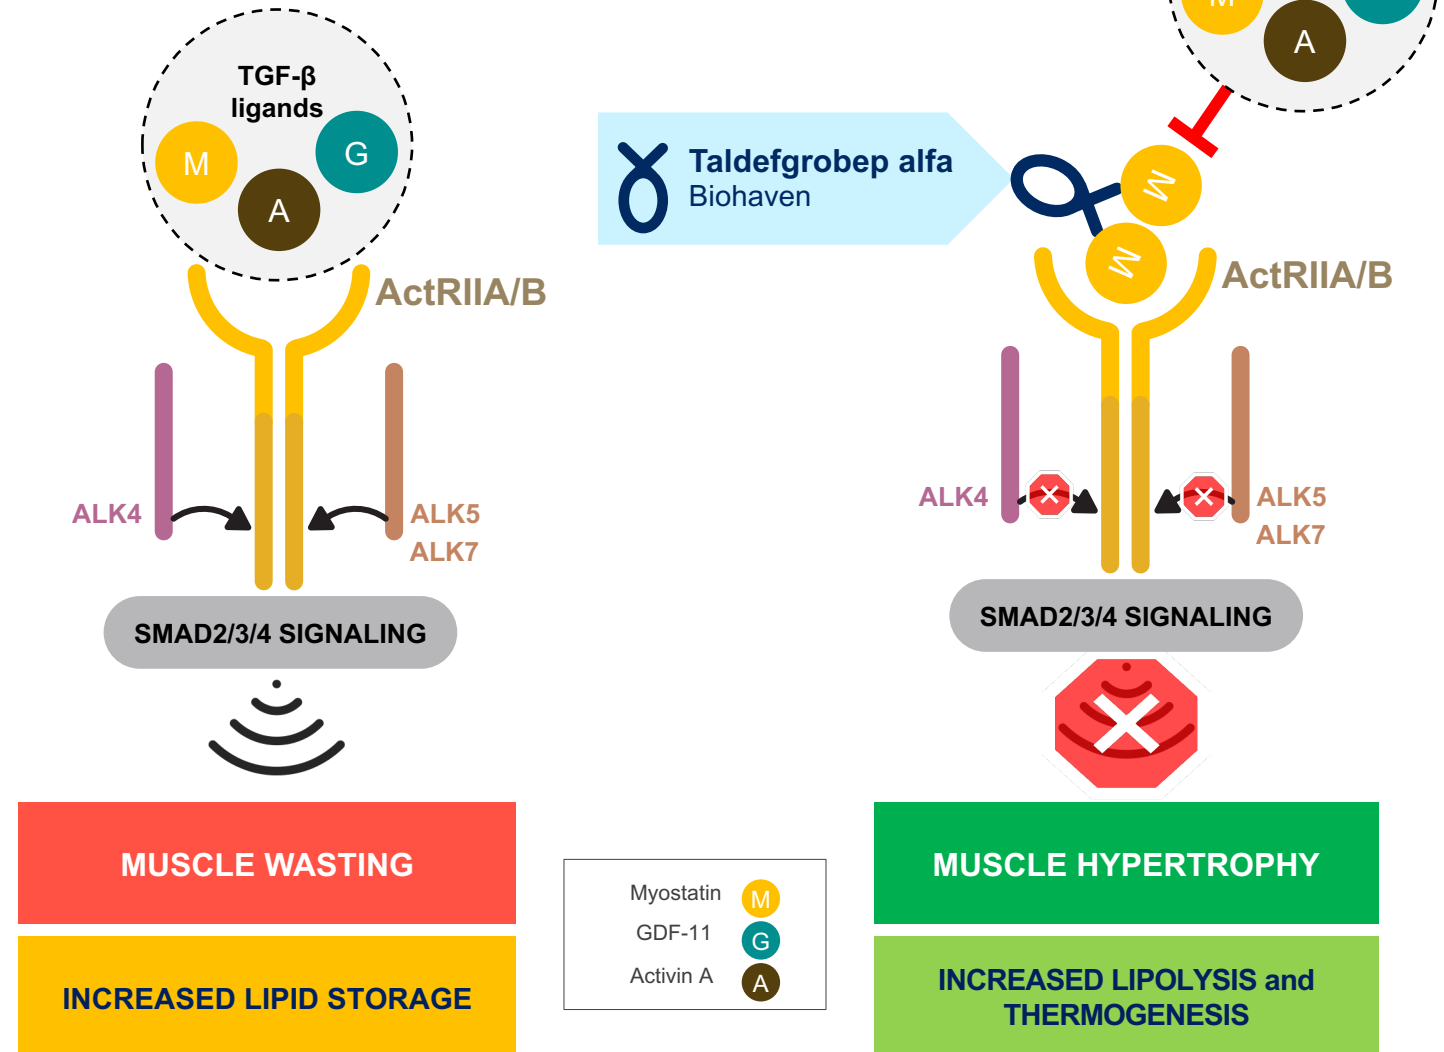 TGF-β
ligands
M
G
A
ActRIIA/B
ALK4
ALK5
ALK7
SMAD2/3/4 SIGNALING
MUSCLE WASTING
INCREASED LIPID STORAGE
Taldefgrobep alfa
Biohaven
Myostatin M
GDF-11 G
Activin A A
M
A
M
M
ActRIIA/B
ALK4
ALK5
ALK7
SMAD2/3/4 SIGNALING
MUSCLE HYPERTROPHY
INCREASED LIPOLYSIS and
THERMOGENESIS